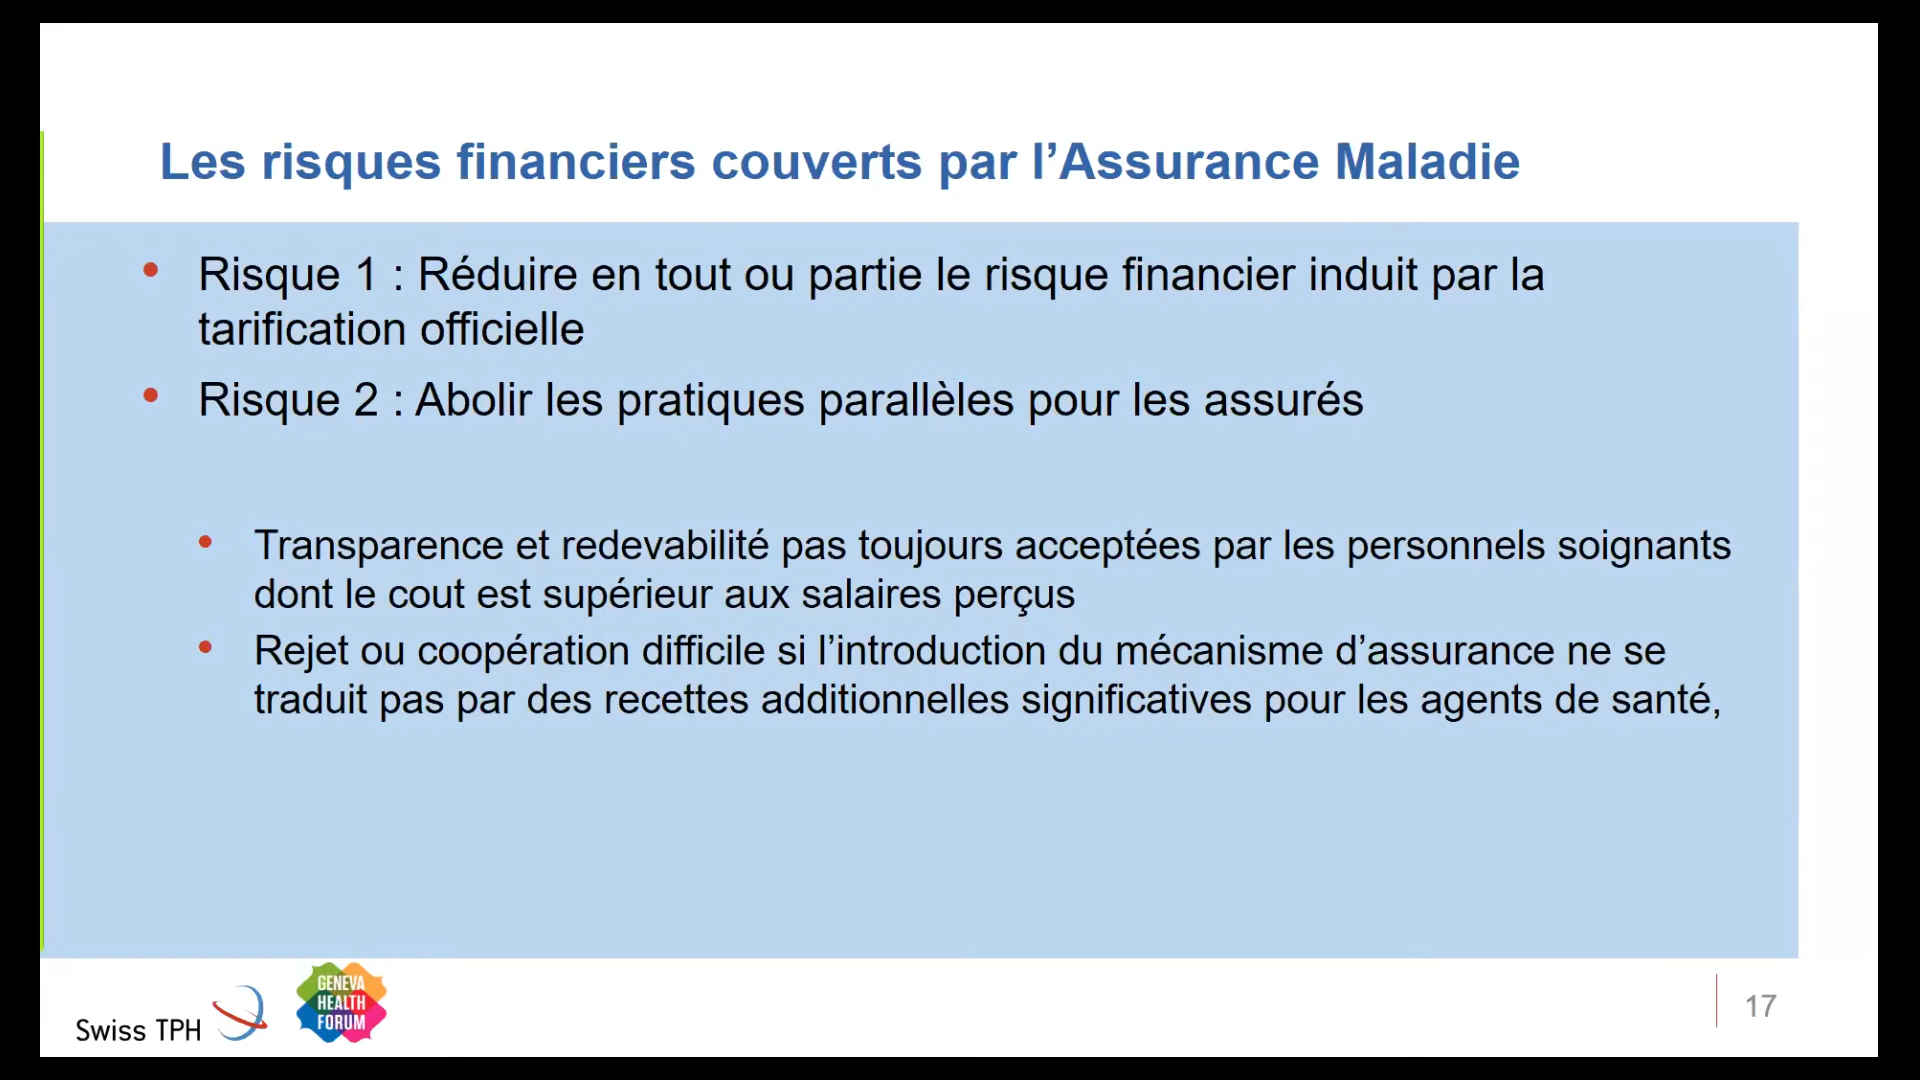 Les risques financiers couverts par l’Assurance Maladie
• Risque 1 : Réduire en tout ou partie le risque financier induit par la
tarification officielle
• Risque 2 : Abolir les pratiques parallèles pour les assurés
• Transparence et redevabilité pas toujours acceptées par les personnels soignants
dont le cout est supérieur aux salaires perçus
• Rejet ou coopération difficile si l’introduction du mécanisme d’assurance ne se
traduit pas par des recettes additionnelles significatives pour les agents de santé,
Swiss TPH
GENEVA
HEALTH
FORUM
17